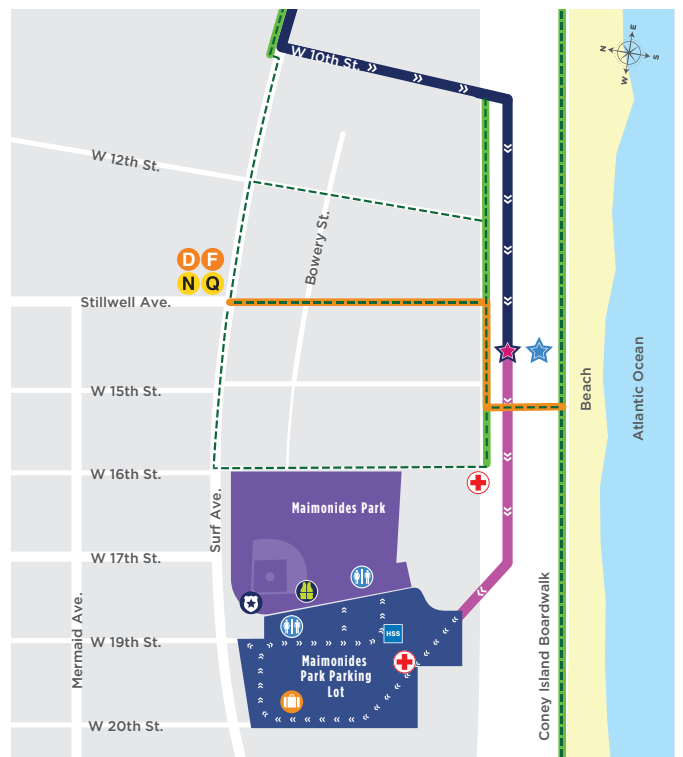 W 10th St.
E
N
S
W
W 12th St.
Bowery St.
D F
N Q
Stillwell Ave.
Beach
Atlantic Ocean
W 15th St.
W 16th St.
Surf Ave.
Maimonides Park
W 17th St.
Mermaid Ave.
Coney Island Boardwalk
HSS
W 19th St.
Maimonides
Park Parking
Lot
W 20th St.